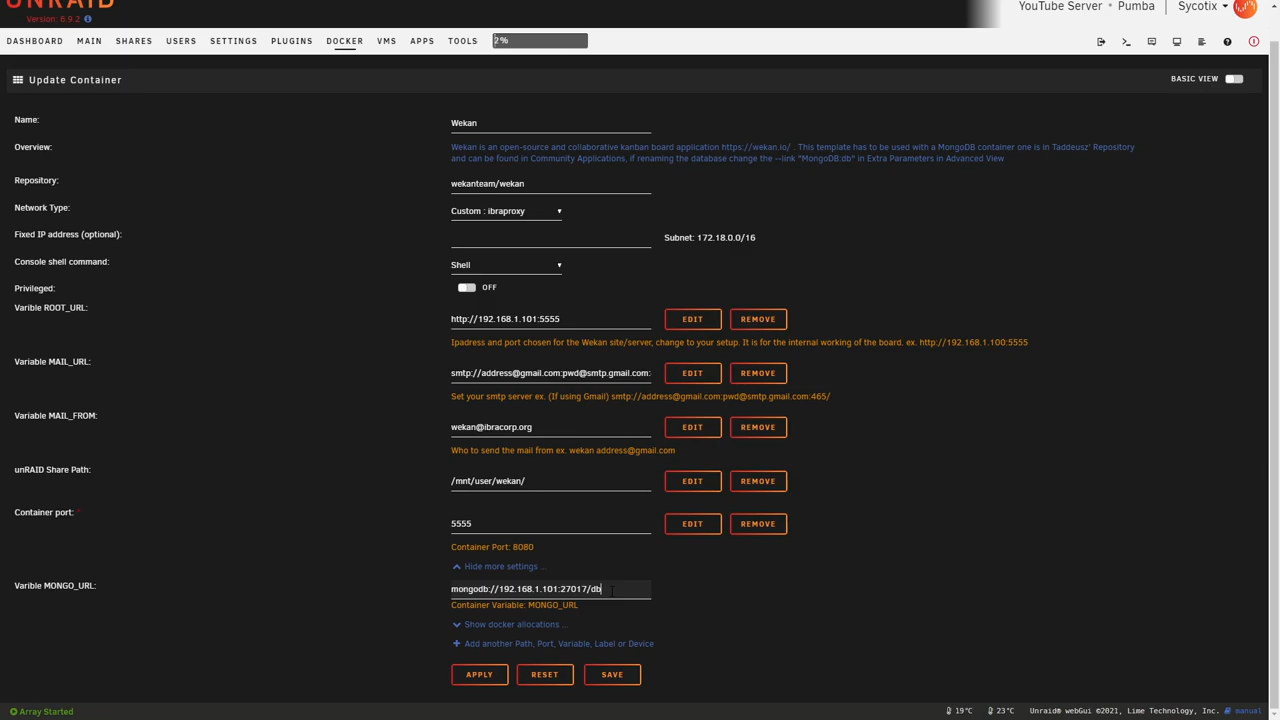 UNRAID
Version: 6.9.2
YouTube Server · Pumba
Sycotix
DASHBOARD MAIN SHARES USERS SETTINGS PLUGINS DOCKER VMS APPS TOOLS 2%
Update Container
BASIC VIEW
Name:
Wekan
Overview:
Wekan is an open-source and collaborative kanban board application https://wekan.io/ . This template has to be used with a MongoDB container one is in Taddeusz' Repository
and can be found in Community Applications, if renaming the database change the --link "MongoDB:db" in Extra Parameters in Advanced View
Repository:
wekanteam/wekan
Network Type:
Custom : ibraproxy
Fixed IP address (optional):
Subnet: 172.18.0.0/16
Console shell command:
Shell
Privileged:
OFF
Varible ROOT_URL:
http://192.168.1.101:5555
EDIT REMOVE
Ipadress and port chosen for the Wekan site/server, change to your setup. It is for the internal working of the board. ex. http://192.168.1.100:5555
Variable MAIL_URL:
smtp://address@gmail.com:pwd@smtp.gmail.com:
EDIT REMOVE
Set your smtp server ex. (If using Gmail) smtp://address@gmail.com:pwd@smtp.gmail.com:465/
Variable MAIL_FROM:
wekan@ibracorp.org
EDIT REMOVE
Who to send the mail from ex. wekan address@gmail.com
unRAID Share Path:
/mnt/user/wekan/
EDIT REMOVE
Container port: *
5555
EDIT REMOVE
Container Port: 8080
Hide more settings ...
Varible MONGO_URL:
mongodb://192.168.1.101:27017/db
Container Variable: MONGO_URL
Show docker allocations ...
Add another Path, Port, Variable, Label or Device
APPLY RESET SAVE
Array Started
19°C 23°C Unraid® webGui ©2021, Lime Technology, Inc. manual